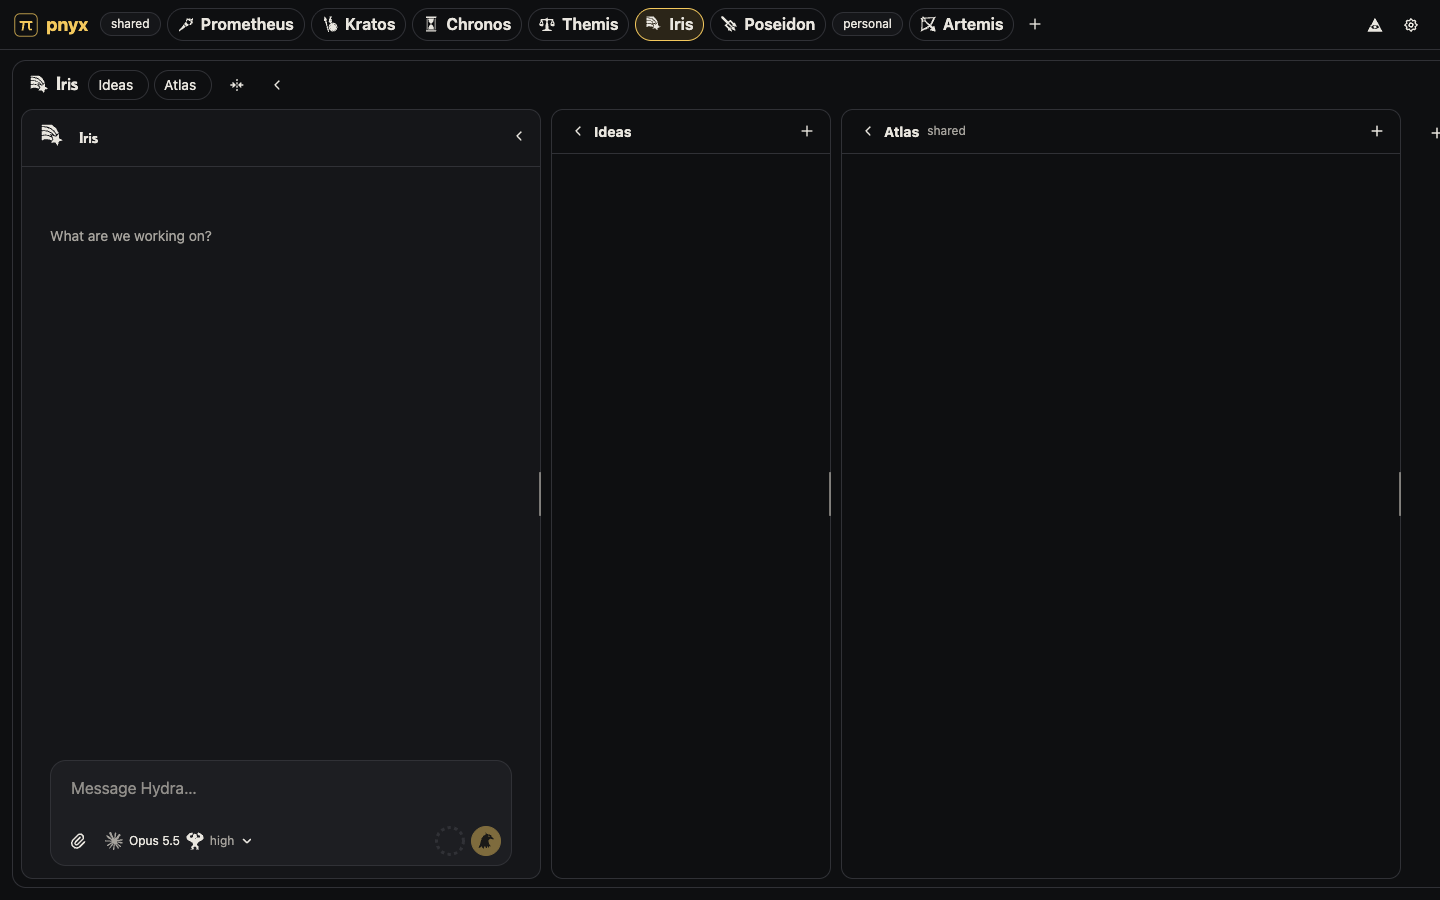 π pnyx shared Prometheus Kratos Chronos Themis Iris Poseidon personal Artemis +
Iris Ideas Atlas
Iris
Ideas +
Atlas shared +
What are we working on?
Message Hydra...
Opus 5.5 high